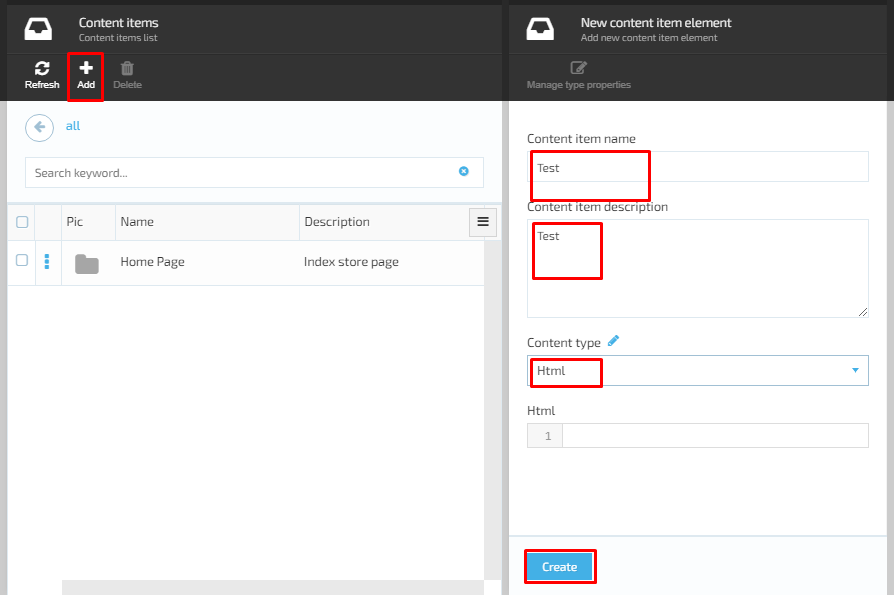 Content items
Content items list
Refresh Add Delete
all
Search keyword...
Pic Name Description
Home Page Index store page
New content item element
Add new content item element
Manage type properties
Content item name
Test
Content item description
Test
Content type
Html
Html
1
Create